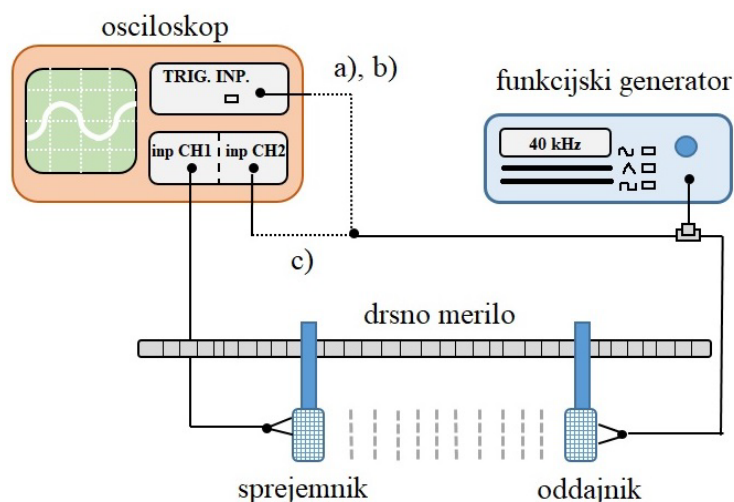 osciloskop
TRIG. INP.
a), b)
funkcijski generator
40 kHz
inp CH1
inp CH2
c)
drsno merilo
sprejemnik
oddajnik